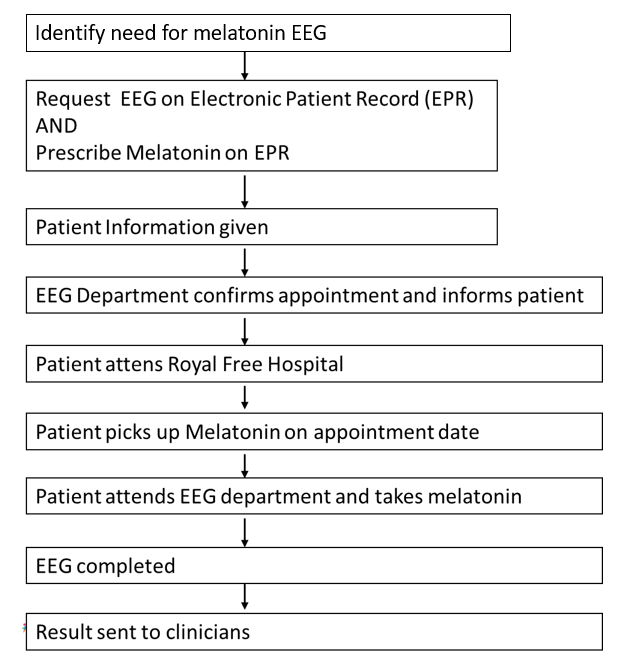 Identify need for melatonin EEG
Request EEG on Electronic Patient Record (EPR)
AND
Prescribe Melatonin on EPR
Patient Information given
EEG Department confirms appointment and informs patient
Patient attens Royal Free Hospital
Patient picks up Melatonin on appointment date
Patient attends EEG department and takes melatonin
EEG completed
Result sent to clinicians